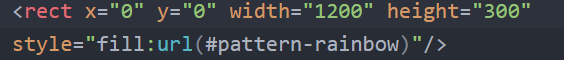 <rect x="0" y="0" width="1200" height="300"
style="fill:url(#pattern-rainbow)"/>